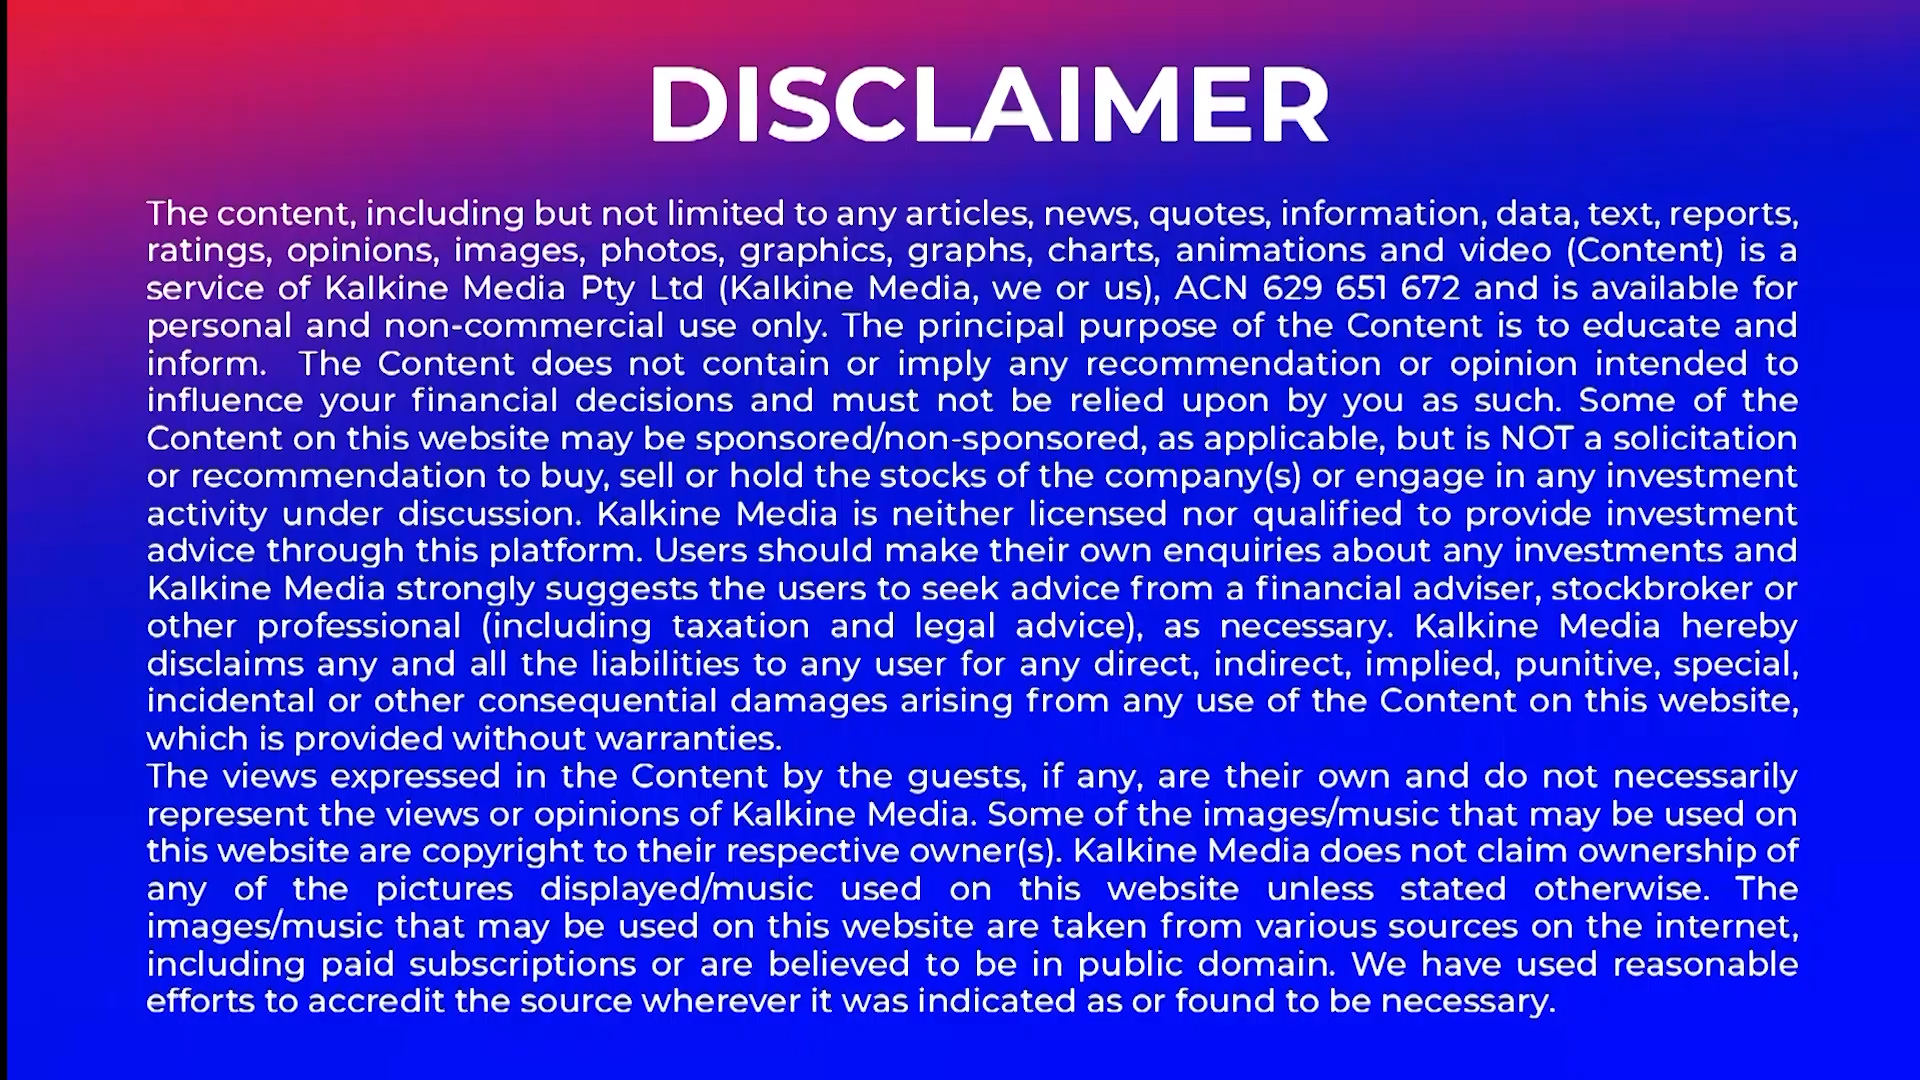 DISCLAIMER
The content, including but not limited to any articles, news, quotes, information, data, text, reports,
ratings, opinions, images, photos, graphics, graphs, charts, animations and video (Content) is a
service of Kalkine Media Pty Ltd (Kalkine Media, we or us), ACN 629 651 672 and is available for
personal and non-commercial use only. The principal purpose of the Content is to educate and
inform.  The Content does not contain or imply any recommendation or opinion intended to
influence your financial decisions and must not be relied upon by you as such. Some of the
Content on this website may be sponsored/non-sponsored, as applicable, but is NOT a solicitation
or recommendation to buy, sell or hold the stocks of the company(s) or engage in any investment
activity under discussion. Kalkine Media is neither licensed nor qualified to provide investment
advice through this platform. Users should make their own enquiries about any investments and
Kalkine Media strongly suggests the users to seek advice from a financial adviser, stockbroker or
other professional (including taxation and legal advice), as necessary. Kalkine Media hereby
disclaims any and all the liabilities to any user for any direct, indirect, implied, punitive, special,
incidental or other consequential damages arising from any use of the Content on this website,
which is provided without warranties.
The views expressed in the Content by the guests, if any, are their own and do not necessarily
represent the views or opinions of Kalkine Media. Some of the images/music that may be used on
this website are copyright to their respective owner(s). Kalkine Media does not claim ownership of
any of the pictures displayed/music used on this website unless stated otherwise. The
images/music that may be used on this website are taken from various sources on the internet,
including paid subscriptions or are believed to be in public domain. We have used reasonable
efforts to accredit the source wherever it was indicated as or found to be necessary.